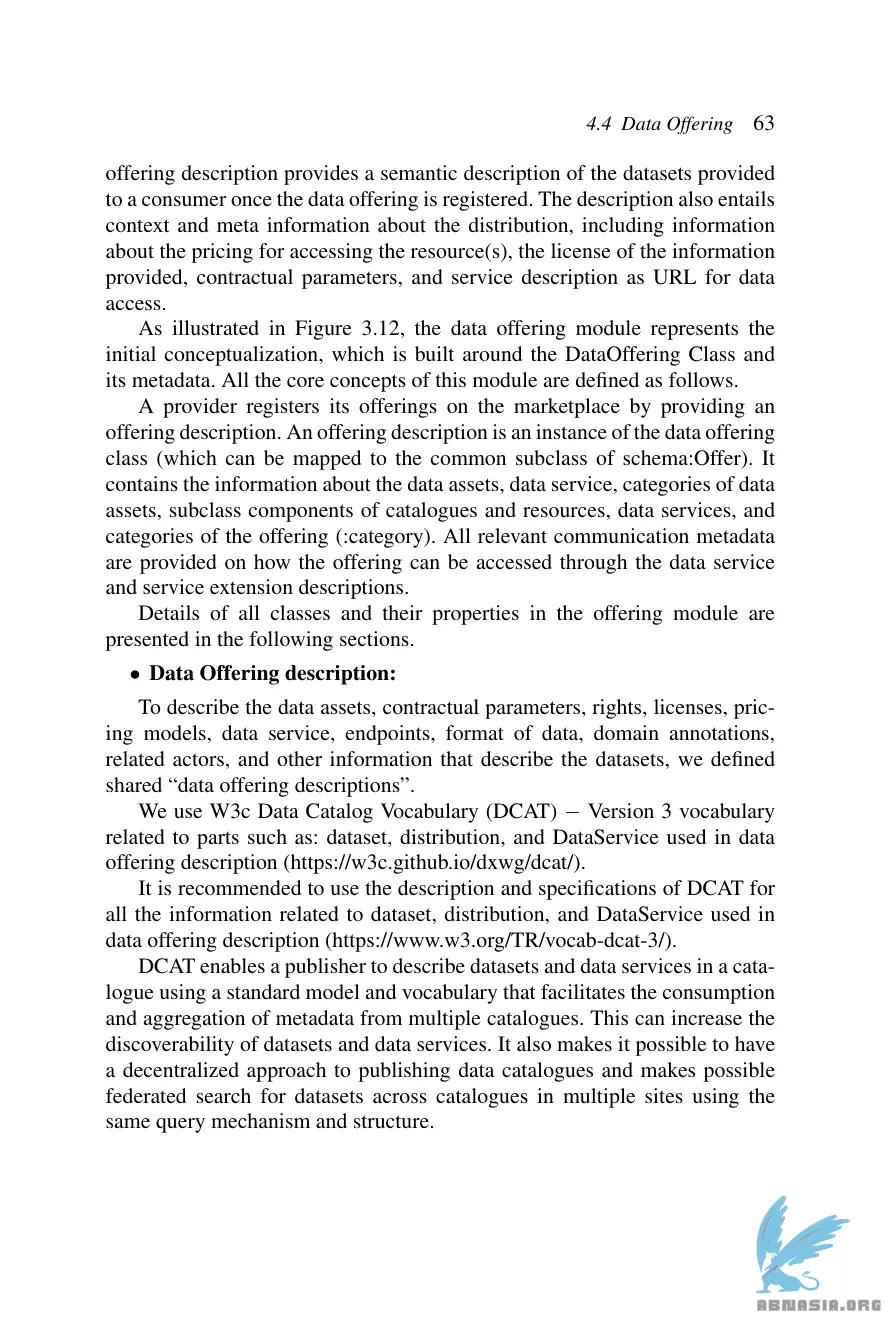 4.4 Data Offering 63
offering description provides a semantic description of the datasets provided
to a consumer once the data offering is registered. The description also entails
context and meta information about the distribution, including information
about the pricing for accessing the resource(s), the license of the information
provided, contractual parameters, and service description as URL for data
access.
As illustrated in Figure 3.12, the data offering module represents the
initial conceptualization, which is built around the DataOffering Class and
its metadata. All the core concepts of this module are defined as follows.
A provider registers its offerings on the marketplace by providing an
offering description. An offering description is an instance of the data offering
class (which can be mapped to the common subclass of schema:Offer). It
contains the information about the data assets, data service, categories of data
assets, subclass components of catalogues and resources, data services, and
categories of the offering (:category). All relevant communication metadata
are provided on how the offering can be accessed through the data service
and service extension descriptions.
Details of all classes and their properties in the offering module are
presented in the following sections.
• Data Offering description:
To describe the data assets, contractual parameters, rights, licenses, pric-
ing models, data service, endpoints, format of data, domain annotations,
related actors, and other information that describe the datasets, we defined
shared “data offering descriptions”.
We use W3c Data Catalog Vocabulary (DCAT) − Version 3 vocabulary
related to parts such as: dataset, distribution, and DataService used in data
offering description (https://w3c.github.io/dxwg/dcat/).
It is recommended to use the description and specifications of DCAT for
all the information related to dataset, distribution, and DataService used in
data offering description (https://www.w3.org/TR/vocab-dcat-3/).
DCAT enables a publisher to describe datasets and data services in a cata-
logue using a standard model and vocabulary that facilitates the consumption
and aggregation of metadata from multiple catalogues. This can increase the
discoverability of datasets and data services. It also makes it possible to have
a decentralized approach to publishing data catalogues and makes possible
federated search for datasets across catalogues in multiple sites using the
same query mechanism and structure.
ABNASIA.ORG